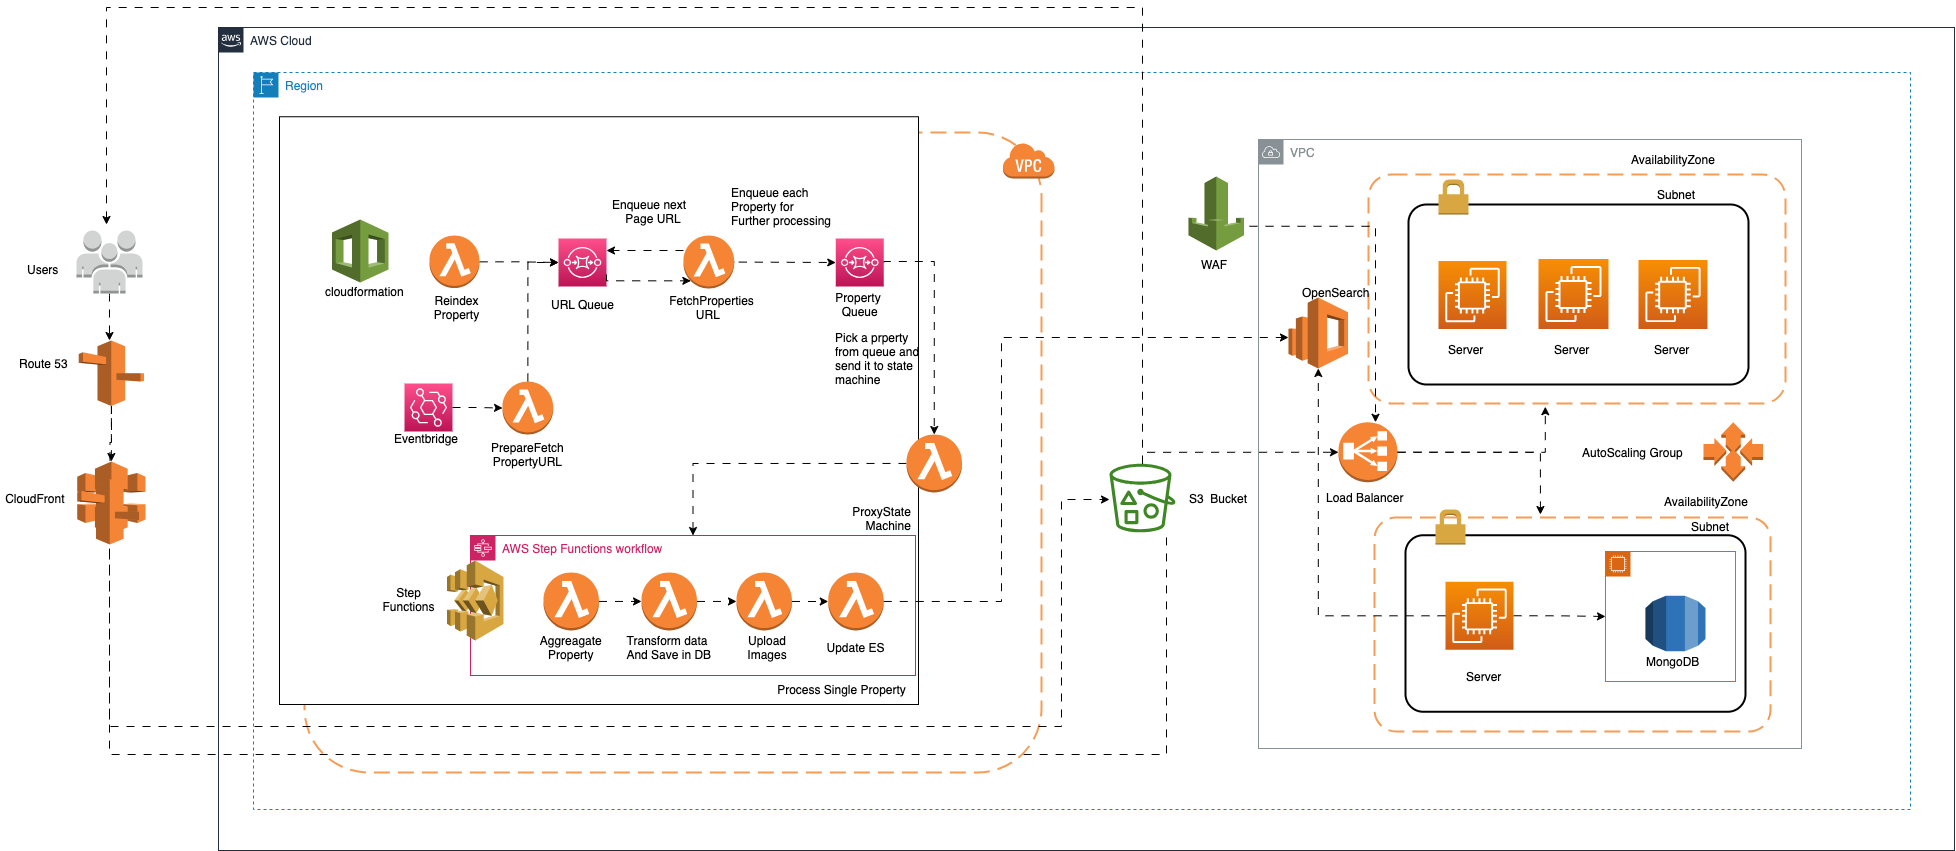 aws
AWS Cloud
Region
VPC
Users
Route 53
CloudFront
cloudformation
Reindex
Property
Enqueue next
Page URL
URL Queue
Enqueue each
Property for
Further processing
FetchProperties
URL
Property
Queue
Pick a prperty
from queue and
send it to state
machine
Eventbridge
PrepareFetch
PropertyURL
ProxyState
Machine
AWS Step Functions workflow
Step
Functions
Aggreagate
Property
Transform data
And Save in DB
Upload
Images
Update ES
Process Single Property
S3 Bucket
WAF
VPC
AvailabilityZone
Subnet
Server
Server
Server
OpenSearch
Load Balancer
AutoScaling Group
AvailabilityZone
Subnet
Server
MongoDB